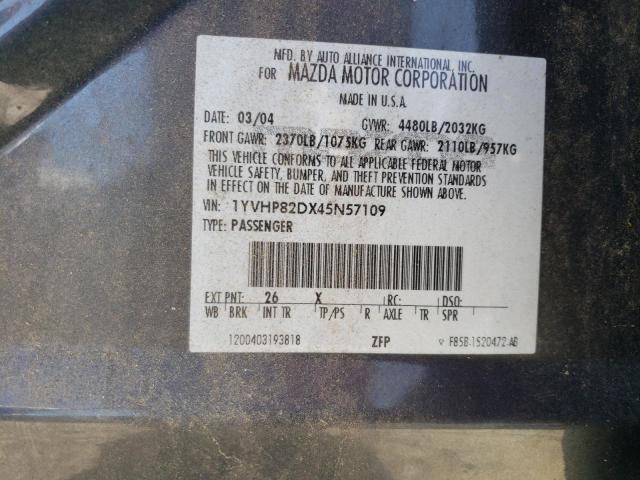 MFD. BY AUTO ALLIANCE INTERNATIONAL, INC.
FOR MAZDA MOTOR CORPORATION
MADE IN U.S.A.
DATE: 03/04 GVWR: 4480LB/2032KG
FRONT GAWR: 2370LB/1075KG REAR GAWR: 2110LB/957KG
THIS VEHICLE CONFORMS TO ALL APPLICABLE FEDERAL MOTOR
VEHICLE SAFETY, BUMPER, AND THEFT PREVENTION STANDARDS
IN EFFECT ON THE DATE OF MANUFACTURE SHOWN ABOVE.
VIN: 1YVHP82DX45N57109
TYPE: PASSENGER
EXT PNT: 26 X RC: DSO:
WB BRK INT TR TP/PS R AXLE TR SPR
1200403193818 ZFP F85B-1520472-AB